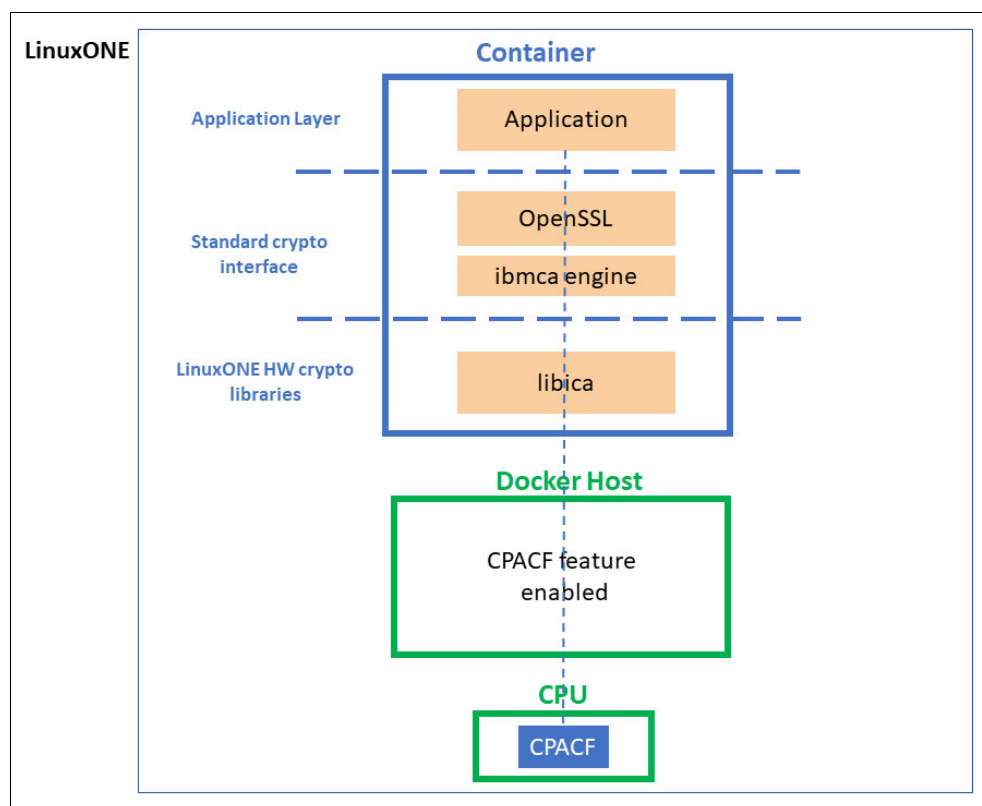 LinuxONE
Container
Application Layer
Application
Standard crypto
interface
OpenSSL
ibmca engine
LinuxONE HW crypto
libraries
libica
Docker Host
CPACF feature
enabled
CPU
CPACF